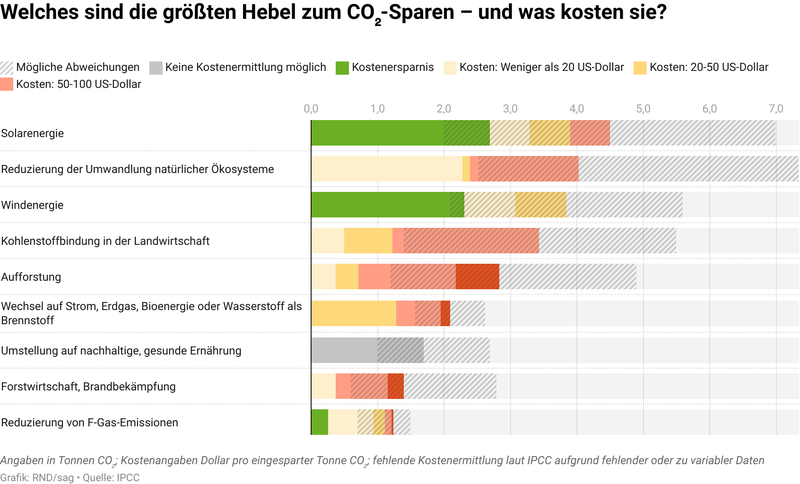 Welches sind die größten Hebel zum CO₂-Sparen – und was kosten sie?
Mögliche Abweichungen Keine Kostenermittlung möglich Kostenersparnis Kosten: Weniger als 20 US-Dollar Kosten: 20-50 US-Dollar
Kosten: 50-100 US-Dollar
0,0 1,0 2,0 3,0 4,0 5,0 6,0 7,0
Solarenergie
Reduzierung der Umwandlung natürlicher Ökosysteme
Windenergie
Kohlenstoffbindung in der Landwirtschaft
Aufforstung
Wechsel auf Strom, Erdgas, Bioenergie oder Wasserstoff als
Brennstoff
Umstellung auf nachhaltige, gesunde Ernährung
Forstwirtschaft, Brandbekämpfung
Reduzierung von F-Gas-Emissionen
Angaben in Tonnen CO₂; Kostenangaben Dollar pro eingesparter Tonne CO₂; fehlende Kostenermittlung laut IPCC aufgrund fehlender oder zu variabler Daten
Grafik: RND/sag • Quelle: IPCC